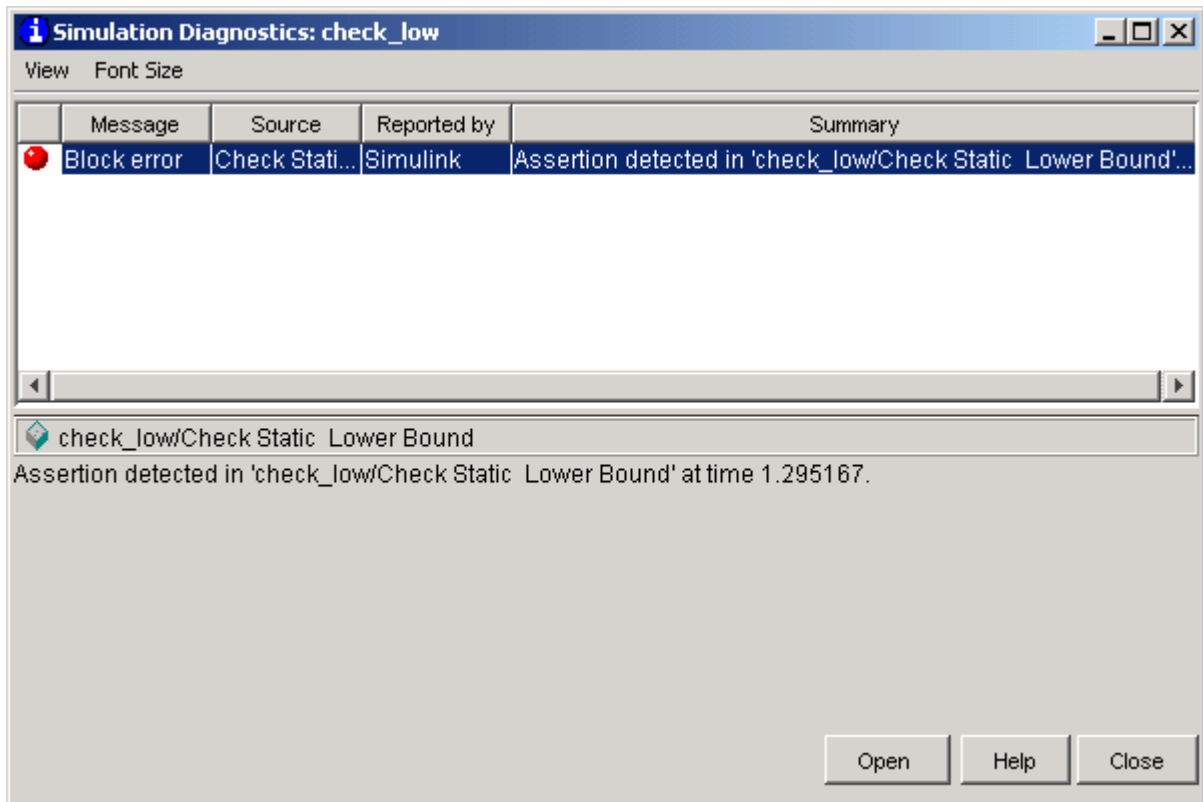 Simulation Diagnostics: check_low
View Font Size
Message Source Reported by Summary
Block error Check Stati... Simulink Assertion detected in 'check_low/Check Static  Lower Bound'...
check_low/Check Static  Lower Bound
Assertion detected in 'check_low/Check Static  Lower Bound' at time 1.295167.
Open Help Close